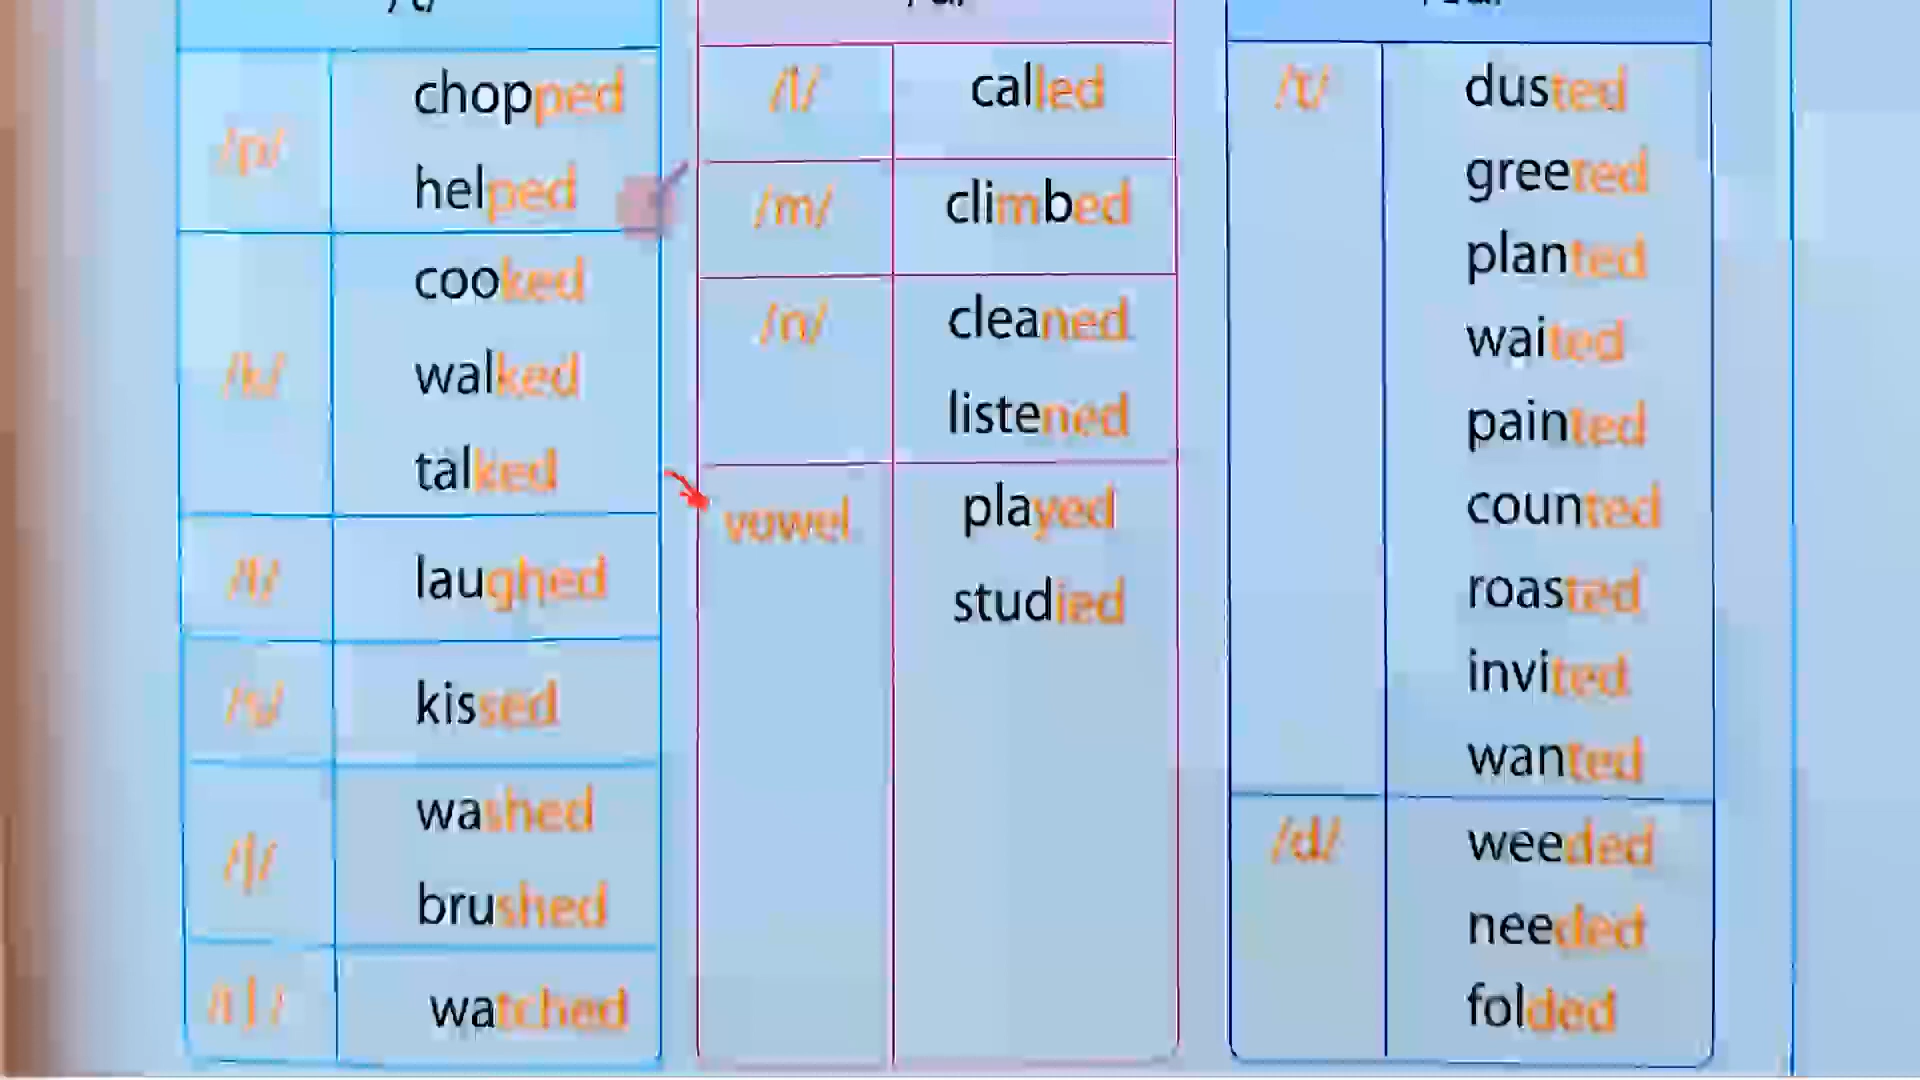 /t/
/p/
chopped
helped
/k/
cooked
walked
talked
laughed
/s/
kissed
/ʃ/
washed
brushed
watched
/l/
called
/m/
climbed
/n/
cleaned
listened
vowel
played
studied
/t/
dusted
greeted
planted
waited
painted
counted
roasted
invited
wanted
/d/
weeded
needed
folded